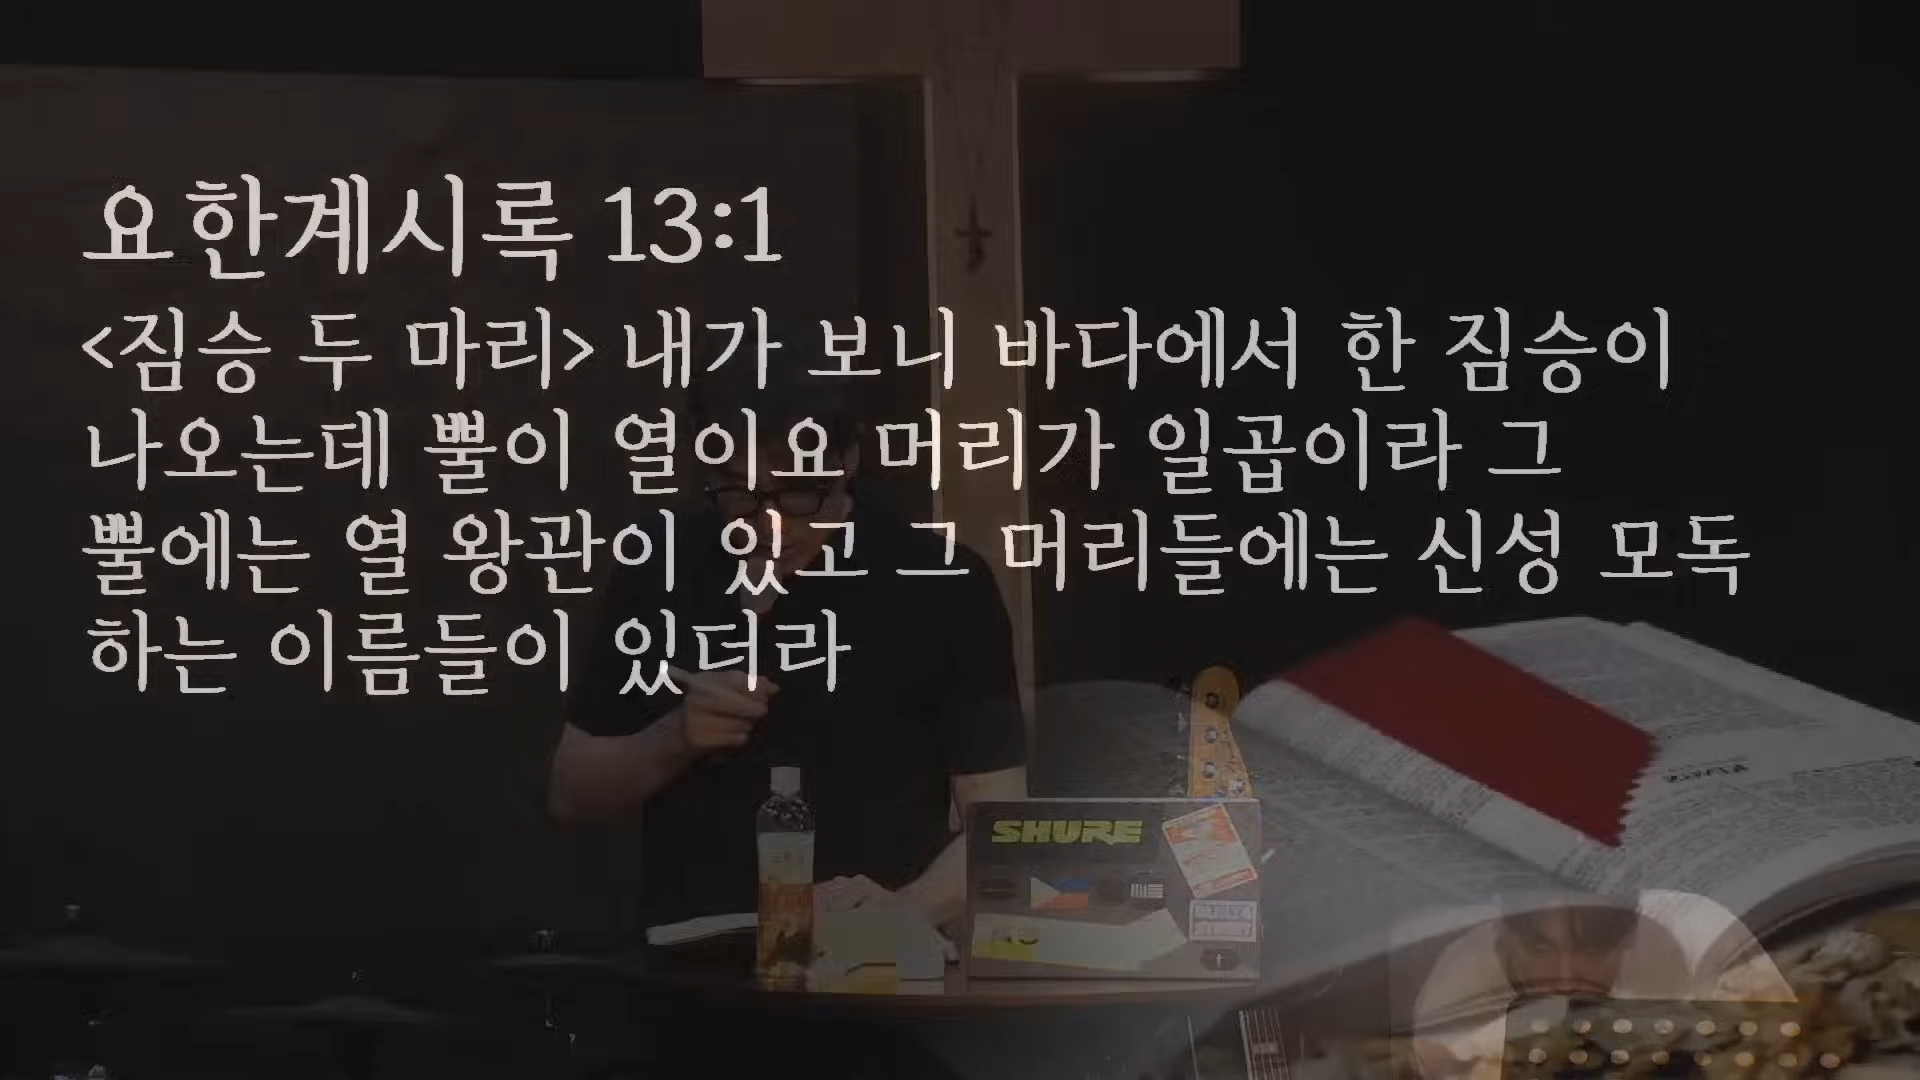 요한계시록 13:1
<짐승 두 마리> 내가 보니 바다에서 한 짐승이
나오는데 뿔이 열이요 머리가 일곱이라 그
뿔에는 열 왕관이 있고 그 머리들에는 신성 모독
하는 이름들이 있더라
SHURE